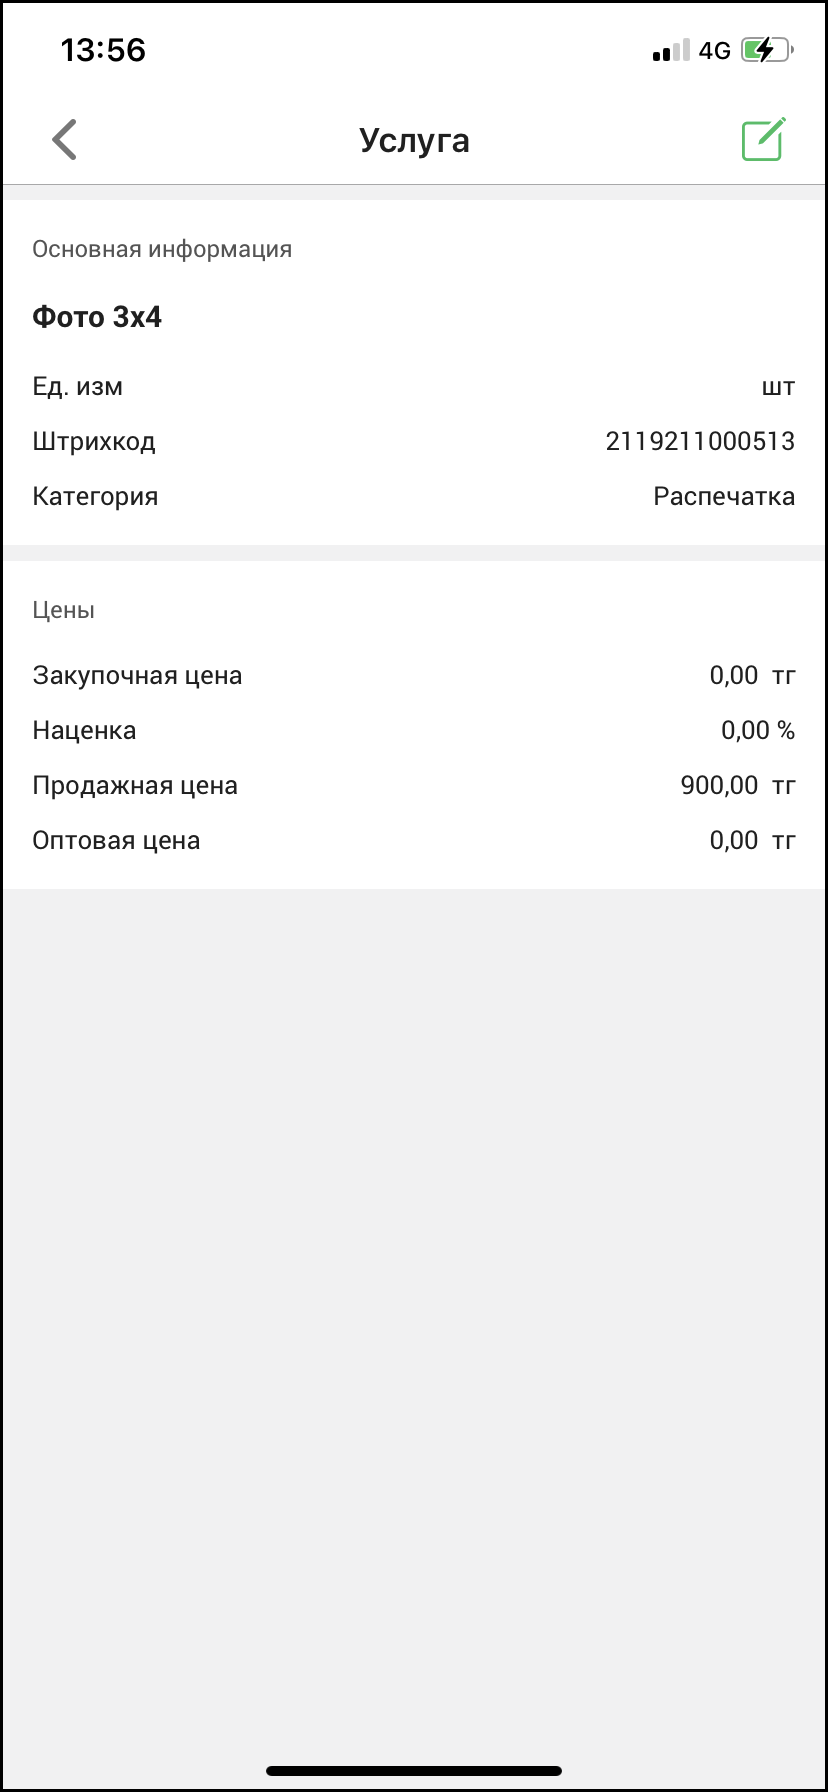 13:56 4G
Услуга
Основная информация
Фото 3x4
Ед. изм шт
Штрихкод 2119211000513
Категория Распечатка
Цены
Закупочная цена 0,00 тг
Наценка 0,00 %
Продажная цена 900,00 тг
Оптовая цена 0,00 тг